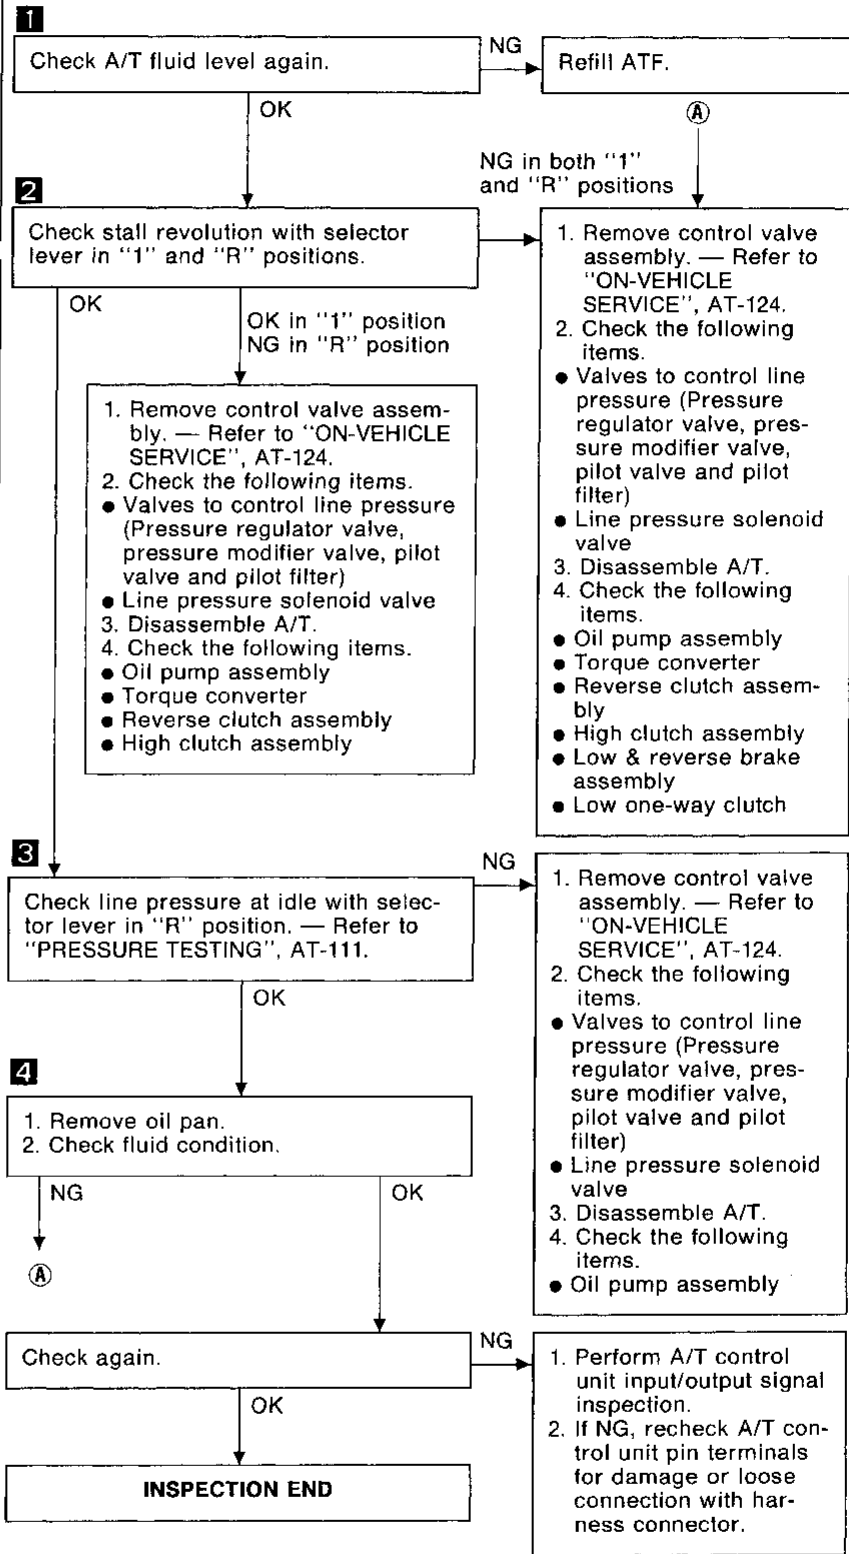 1
Check A/T fluid level again.
NG
Refill ATF.
OK
Ⓐ
NG in both "1"
and "R" positions
2
Check stall revolution with selector
lever in "1" and "R" positions.
OK
OK in "1" position
NG in "R" position
1. Remove control valve assem-
bly. — Refer to "ON-VEHICLE
SERVICE", AT-124.
2. Check the following items.
● Valves to control line pressure
(Pressure regulator valve,
pressure modifier valve, pilot
valve and pilot filter)
● Line pressure solenoid valve
3. Disassemble A/T.
4. Check the following items.
● Oil pump assembly
● Torque converter
● Reverse clutch assembly
● High clutch assembly
1. Remove control valve
assembly. — Refer to
"ON-VEHICLE
SERVICE", AT-124.
2. Check the following
items.
● Valves to control line
pressure (Pressure
regulator valve, pres-
sure modifier valve,
pilot valve and pilot
filter)
● Line pressure solenoid
valve
3. Disassemble A/T.
4. Check the following
items.
● Oil pump assembly
● Torque converter
● Reverse clutch assem-
bly
● High clutch assembly
● Low & reverse brake
assembly
● Low one-way clutch
3
Check line pressure at idle with selec-
tor lever in "R" position. — Refer to
"PRESSURE TESTING", AT-111.
NG
1. Remove control valve
assembly. — Refer to
"ON-VEHICLE
SERVICE", AT-124.
2. Check the following
items.
● Valves to control line
pressure (Pressure
regulator valve, pres-
sure modifier valve,
pilot valve and pilot
filter)
● Line pressure solenoid
valve
3. Disassemble A/T.
4. Check the following
items.
● Oil pump assembly
OK
4
1. Remove oil pan.
2. Check fluid condition.
NG
OK
Ⓐ
Check again.
NG
1. Perform A/T control
unit input/output signal
inspection.
2. If NG, recheck A/T con-
trol unit pin terminals
for damage or loose
connection with har-
ness connector.
OK
INSPECTION END